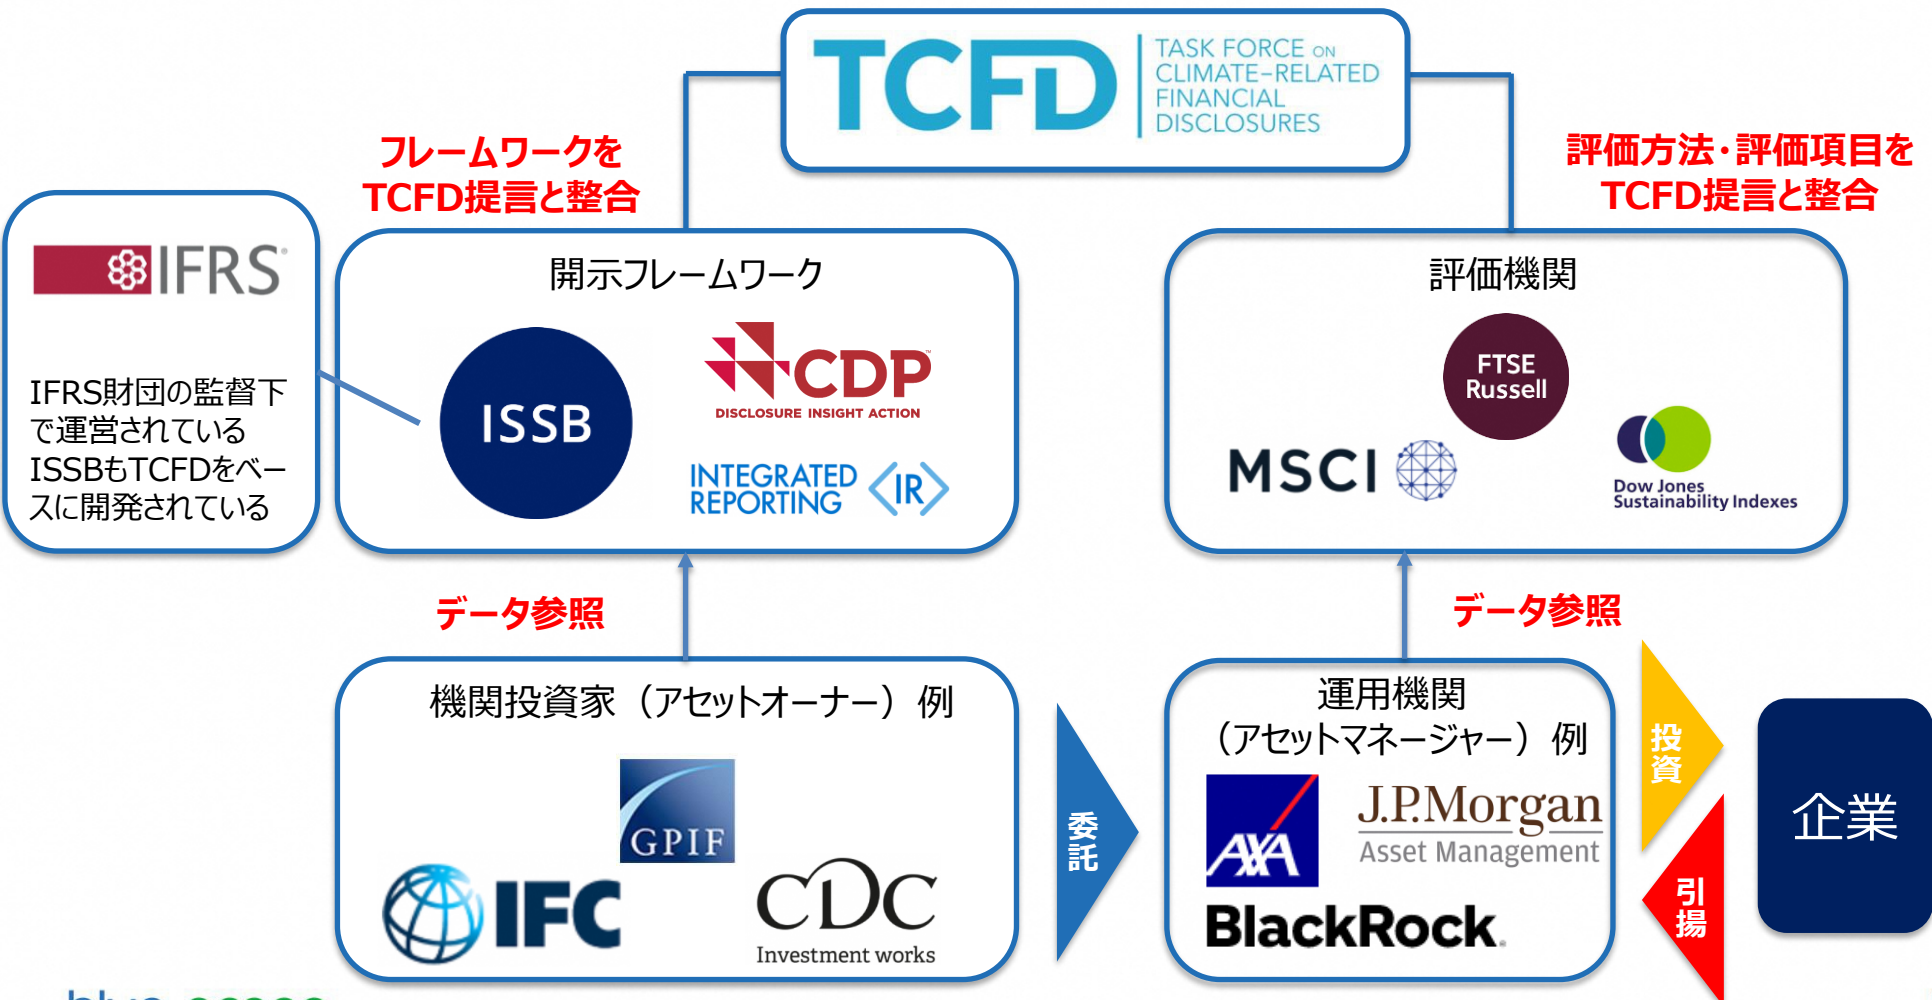 TCFD
TASK FORCE ON
CLIMATE-RELATED
FINANCIAL
DISCLOSURES
フレームワークを
TCFD提言と整合
評価方法・評価項目を
TCFD提言と整合
IFRS
IFRS財団の監督下
で運営されている
ISSBもTCFDをベー
スに開発されている
開示フレームワーク
ISSB
CDP
DISCLOSURE INSIGHT ACTION
INTEGRATED
REPORTING
<IR>
評価機関
FTSE
Russell
MSCI
Dow Jones
Sustainability Indexes
データ参照
データ参照
機関投資家（アセットオーナー）例
GPIF
IFC
CDC
Investment works
委託
運用機関
（アセットマネージャー）例
AXA
J.P.Morgan
Asset Management
BlackRock.
投資
引揚
企業